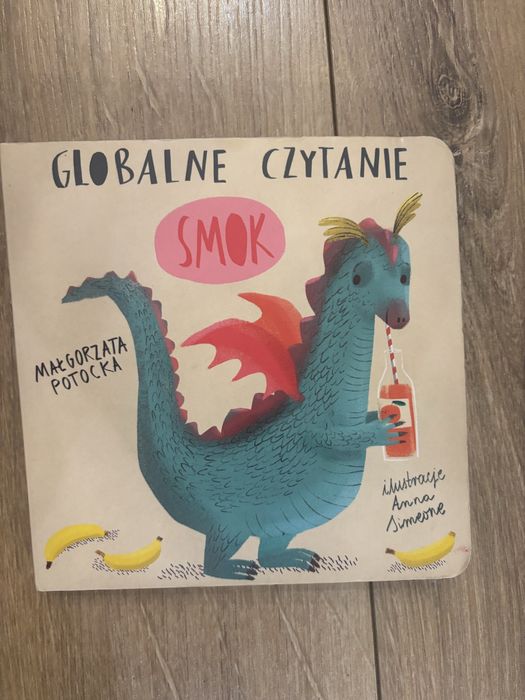 GLOBALNE CZYTANIE
SMOK
MAŁGORZATA
POTOCKA
ilustracje
Anna
Simeone